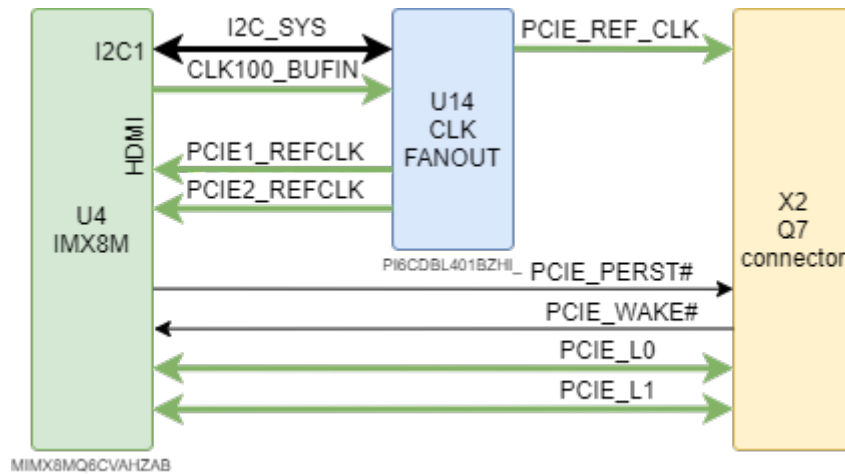 I2C_SYS
PCIE_REF_CLK
I2C1
CLK100_BUFIN
U14
CLK
FANOUT
HDMI
PCIE1_REFCLK
PCIE2_REFCLK
U4
IMX8M
X2
Q7
connector
PI6CDBL401BZHI_
PCIE_PERST#
PCIE_WAKE#
PCIE_L0
PCIE_L1
MIMX8MQ6CVAHZAB